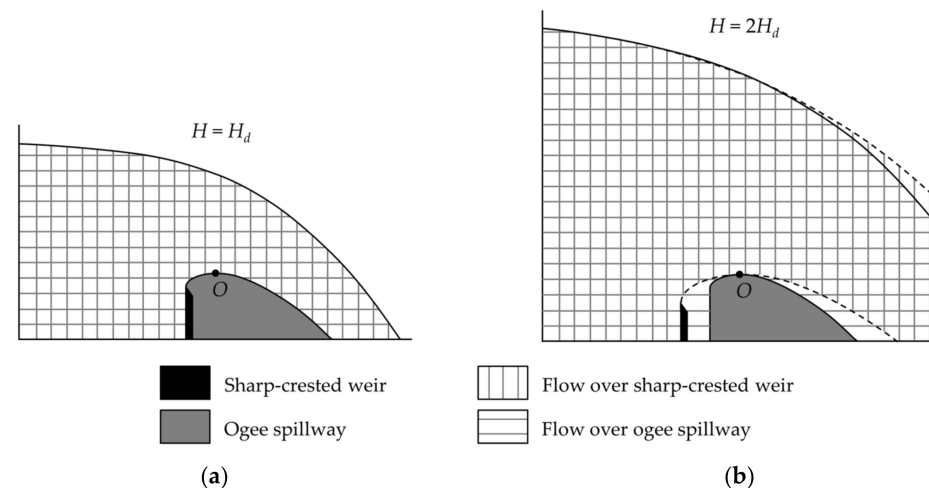 H = H_d
O
H = 2H_d
O
Sharp-crested weir
Ogee spillway
Flow over sharp-crested weir
Flow over ogee spillway
(a)
(b)